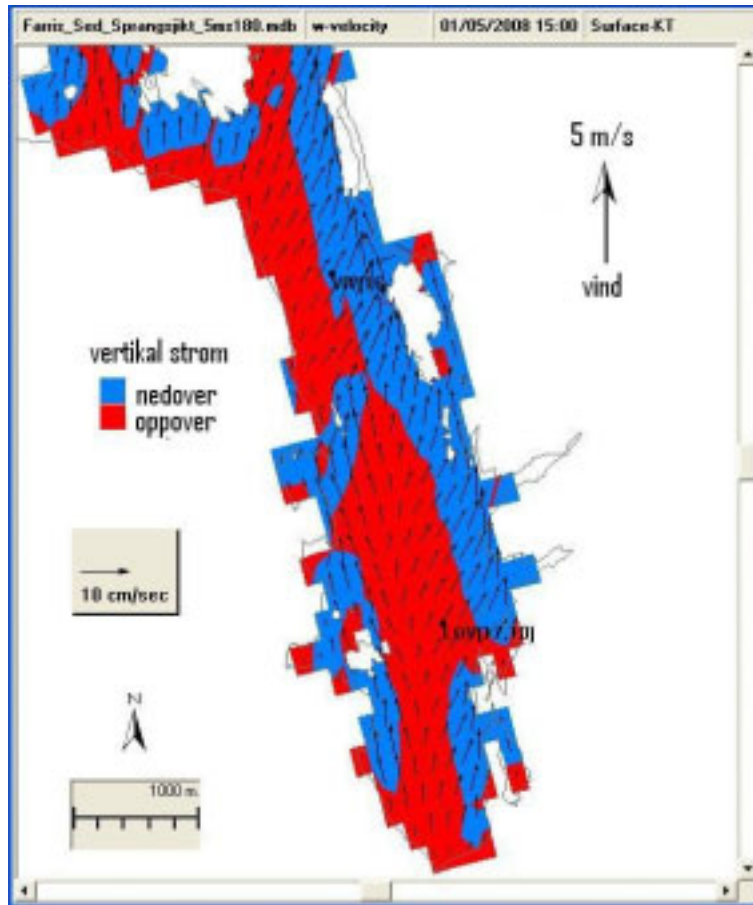 Farris_Sed_Sprangsjikt_5ms180.mdb w-velocity 01/05/2008 15:00 Surface-KT
5 m/s
vind
vertikal strøm
nedover
oppover
10 cm/sec
N
1000 m.